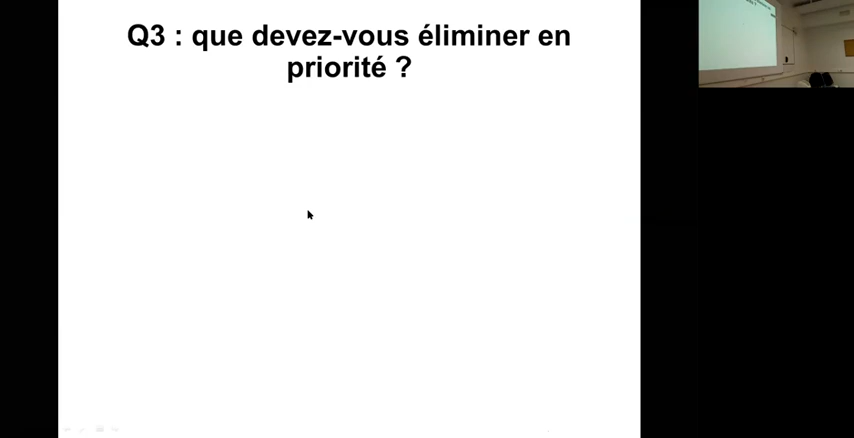 Q3 : que devez-vous éliminer en
priorité ?